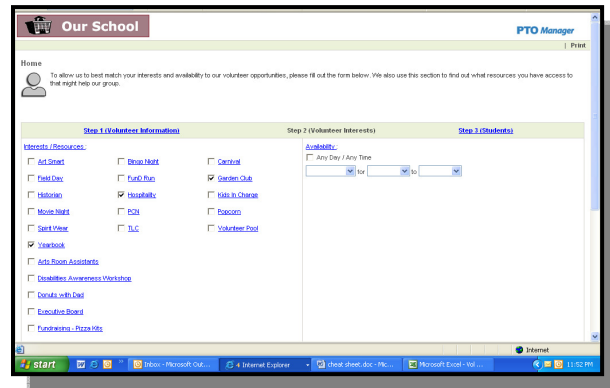 Our School
PTO Manager
| Print
Home
To allow us to best match your interests and availability to our volunteer opportunities, please fill out the form below. We also use this section to find out what resources you have access to
that might help our group.
Step 1 (Volunteer Information) Step 2 (Volunteer Interests) Step 3 (Students)
Interests / Resources : Availability :
Art Smart Bingo Night Carnival Any Day / Any Time
Field Day FunD Run Garden Club for to
Historian Hospitality Kids In Charge
Movie Night PCN Popcorn
Spirit Wear TLC Volunteer Pool
Yearbook
Arts Room Assistants
Disabilities Awareness Workshop
Donuts with Dad
Executive Board
Fundraising - Pizza Kits
Internet
start Inbox - Microsoft Out... 4 Internet Explorer cheat sheet.doc - Mic... Microsoft Excel - Vol ... 11:52 PM